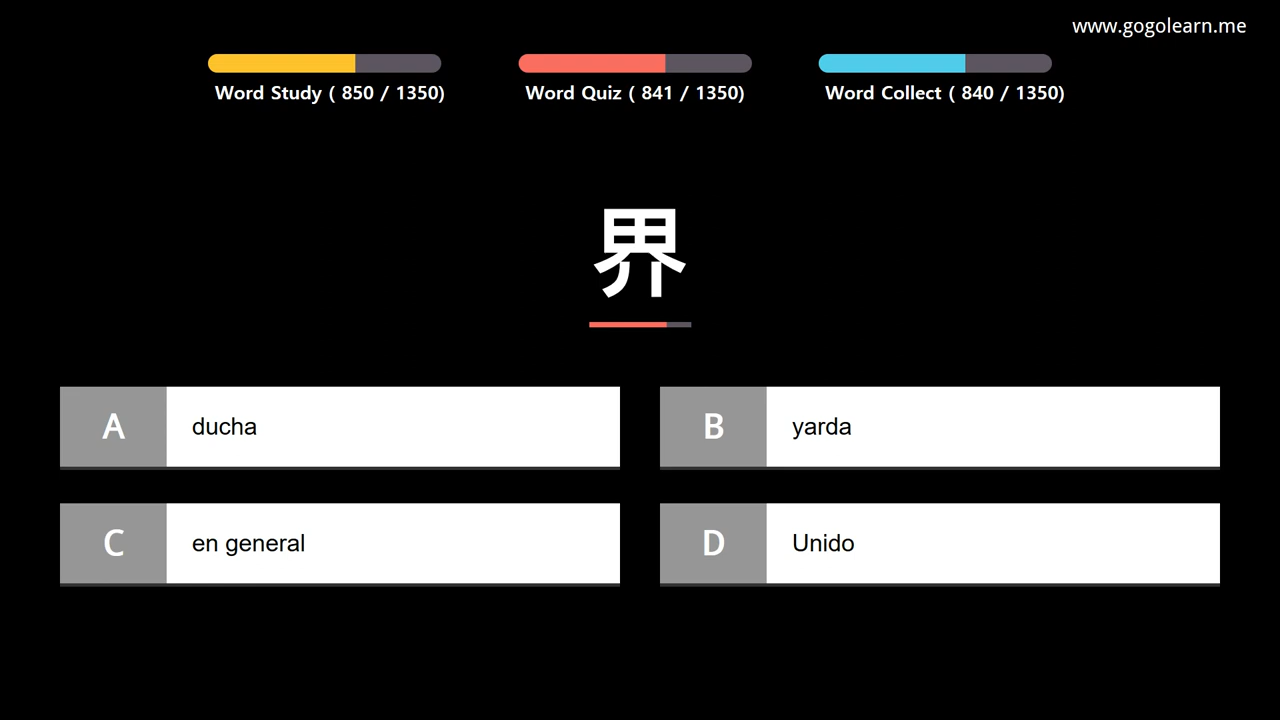 www.gogolearn.me
Word Study ( 850 / 1350)
Word Quiz ( 841 / 1350)
Word Collect ( 840 / 1350)
界
A ducha
B yarda
C en general
D Unido